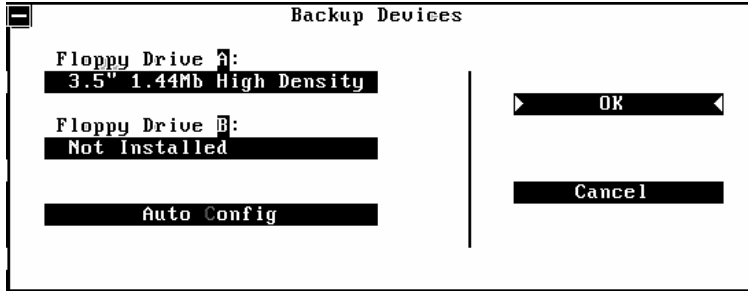 Backup Devices
Floppy Drive A:
3.5" 1.44Mb High Density
Floppy Drive B:
Not Installed
Auto Config
OK
Cancel